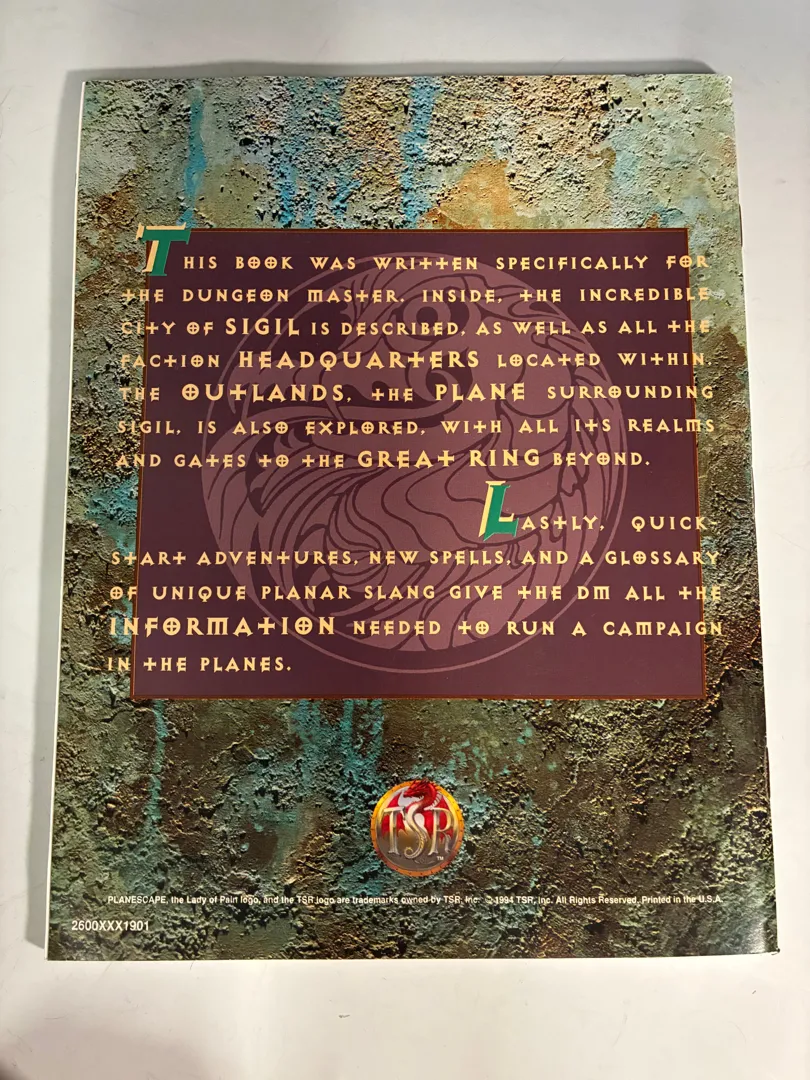 THIS BOOK WAS WRITTEN SPECIFICALLY FOR
THE DUNGEON MASTER. INSIDE, THE INCREDIBLE
CITY OF SIGIL IS DESCRIBED, AS WELL AS ALL THE
FACTION HEADQUARTERS LOCATED WITHIN.
THE OUTLANDS, THE PLANE SURROUNDING
SIGIL, IS ALSO EXPLORED, WITH ALL ITS REALMS
AND GATES TO THE GREAT RING BEYOND.
LASTLY, QUICK-
START ADVENTURES, NEW SPELLS, AND A GLOSSARY
OF UNIQUE PLANAR SLANG GIVE THE DM ALL THE
INFORMATION NEEDED TO RUN A CAMPAIGN
IN THE PLANES.
TSR
™
PLANESCAPE, the Lady of Pain logo, and the TSR logo are trademarks owned by TSR, Inc. ©1994 TSR, Inc. All Rights Reserved. Printed in the U.S.A.
2600XXX1901